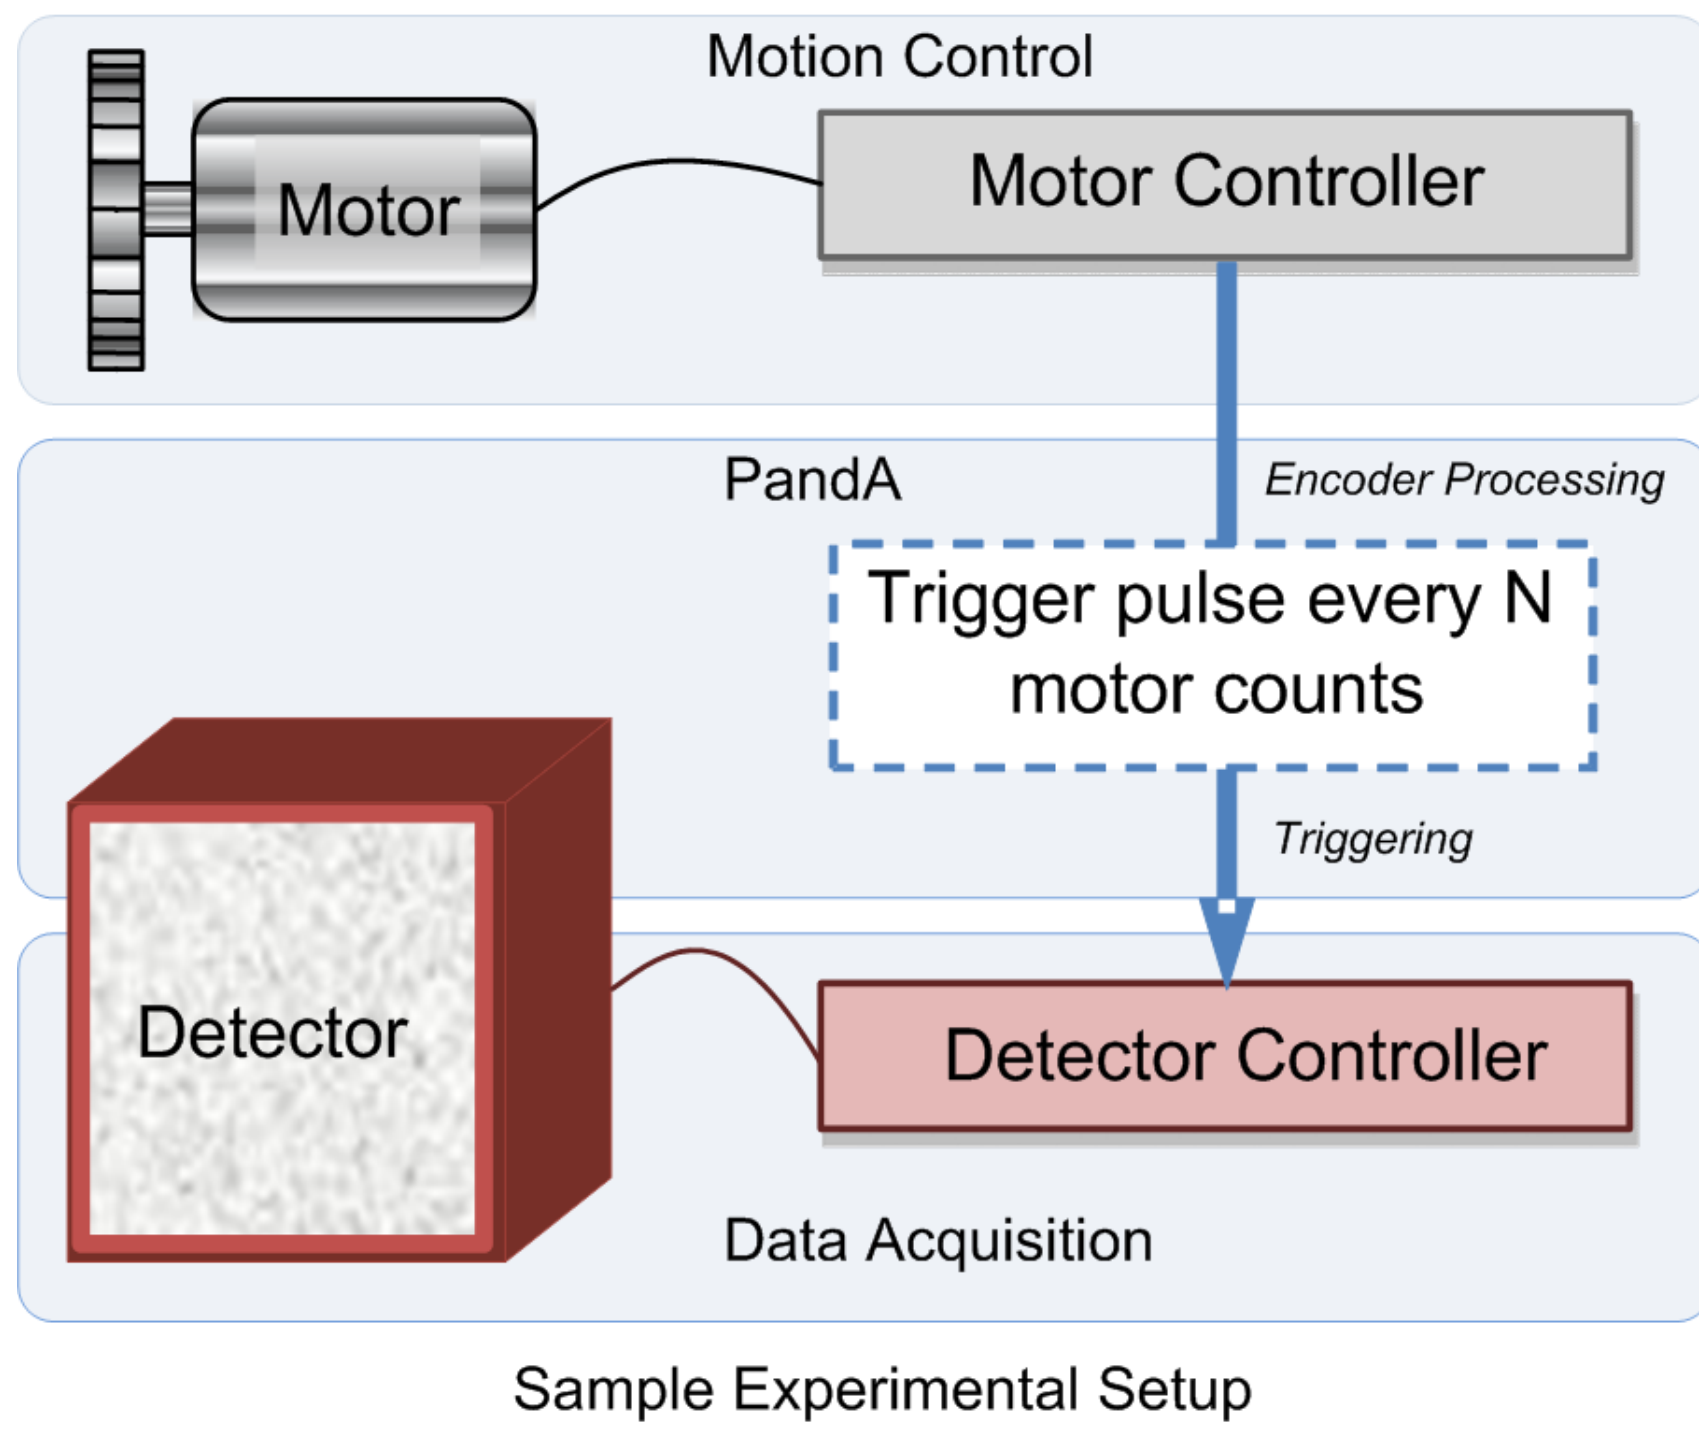 Motion Control
Motor
Motor Controller
PandA
Encoder Processing
Trigger pulse every N
motor counts
Triggering
Detector
Detector Controller
Data Acquisition
Sample Experimental Setup